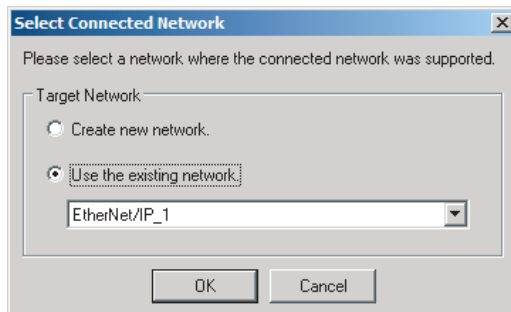 Select Connected Network
Please select a network where the connected network was supported.
Target Network
Create new network.
Use the existing network.
EtherNet/IP_1
OK
Cancel